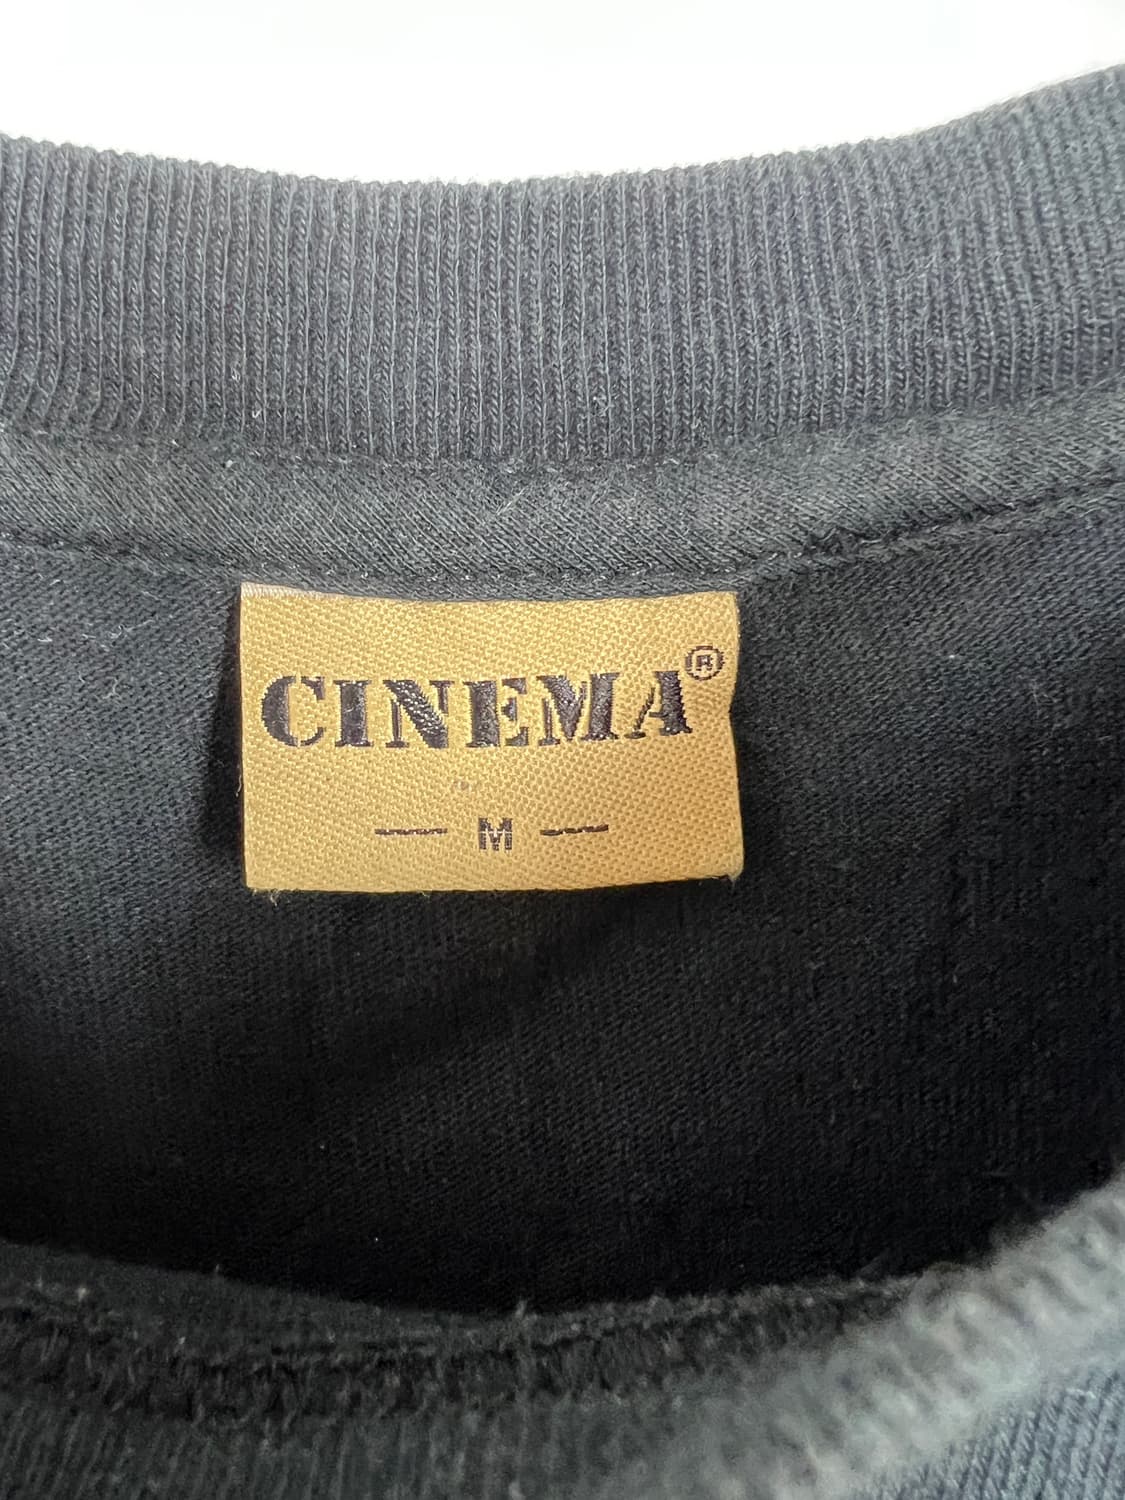 CINEMA®
— M —